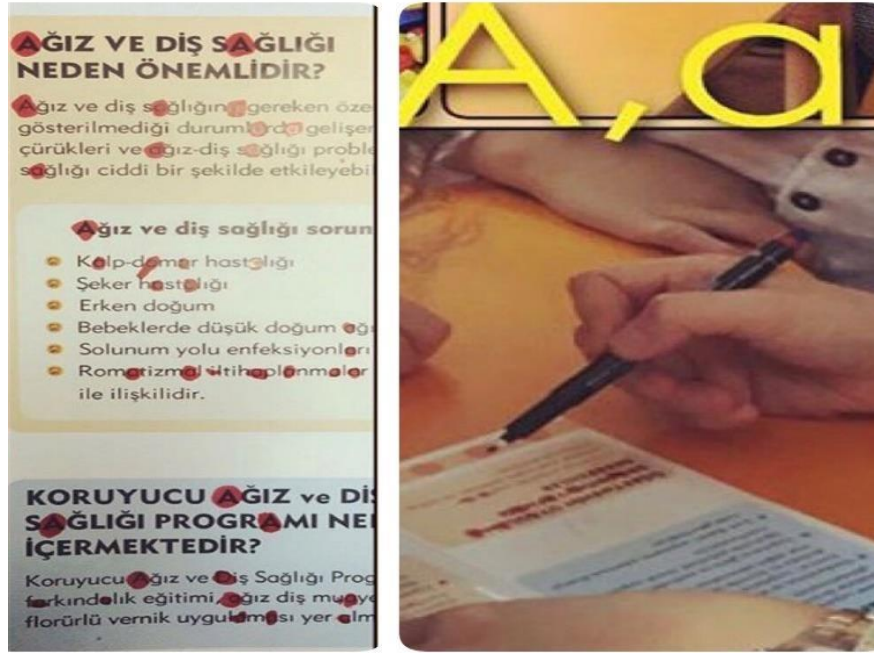 AĞIZ VE DİŞ SAĞLIĞI
NEDEN ÖNEMLİDİR?
Ağız ve diş sağlığına gereken öze
gösterilmediği durumlarda gelişen
çürükleri ve ağız-diş sağlığı proble
sağlığı ciddi bir şekilde etkileyebil
Ağız ve diş sağlığı sorun
Kalp-damar hastalığı
Şeker hastalığı
Erken doğum
Bebeklerde düşük doğum ağı
Solunum yolu enfeksiyonları
Romatizmal iltihaplanmalar
ile ilişkilidir.
KORUYUCU AĞIZ ve DİŞ
SAĞLIĞI PROGRAMI NE
İÇERMEKTEDİR?
Koruyucu Ağız ve Diş Sağlığı Prog
farkındalık eğitimi, ağız diş muaye
florürlü vernik uygulaması yer alm
A,a